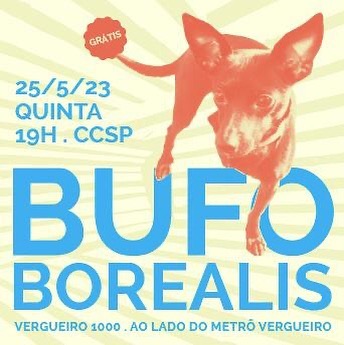 GRÁTIS
25/5/23
QUINTA
19H . CCSP
BUFO
BOREALIS
VERGUEIRO 1000 . AO LADO DO METRÔ VERGUEIRO